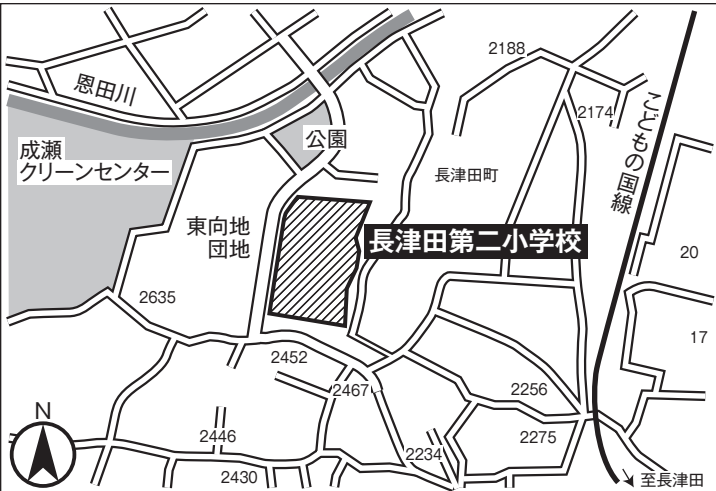 2188
恩田川
2174
こどもの国線
公園
成瀬
クリーンセンター
長津田町
東向地
団地
長津田第二小学校
20
2635
17
2452
2467
2256
N
2446
2275
2234
2430
至長津田